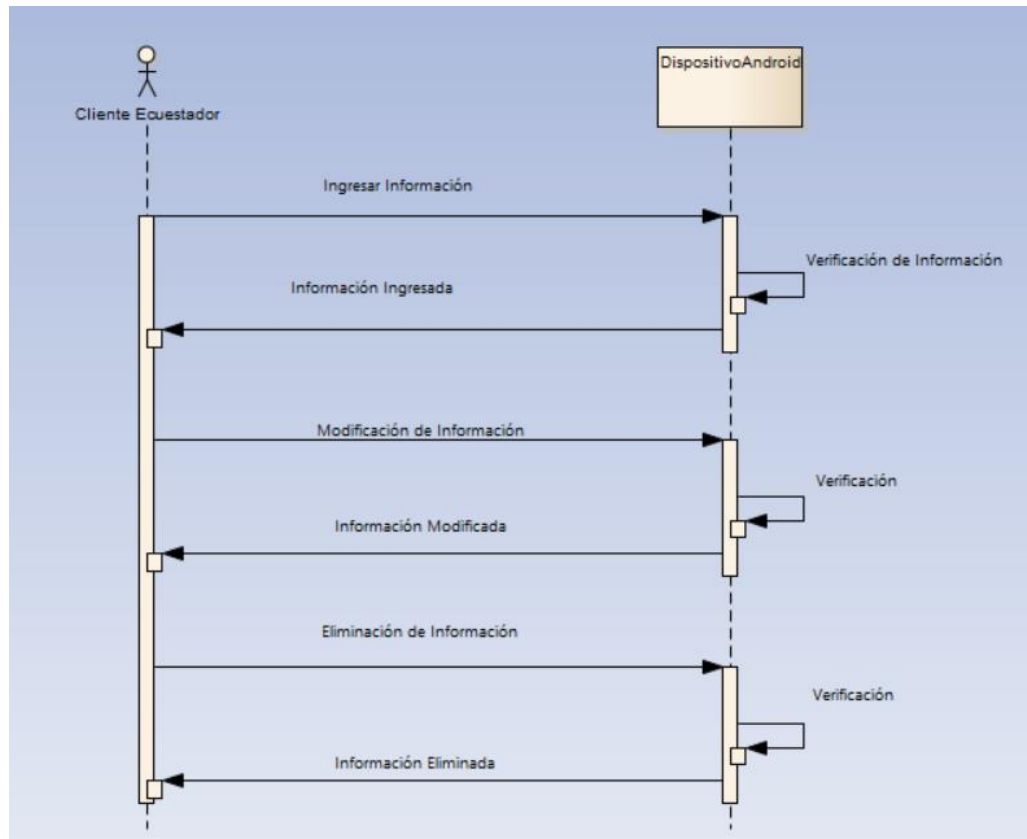 DispositivoAndroid
Cliente Ecuestador
Ingresar Información
Verificación de Información
Información Ingresada
Modificación de Información
Verificación
Información Modificada
Eliminación de Información
Verificación
Información Eliminada